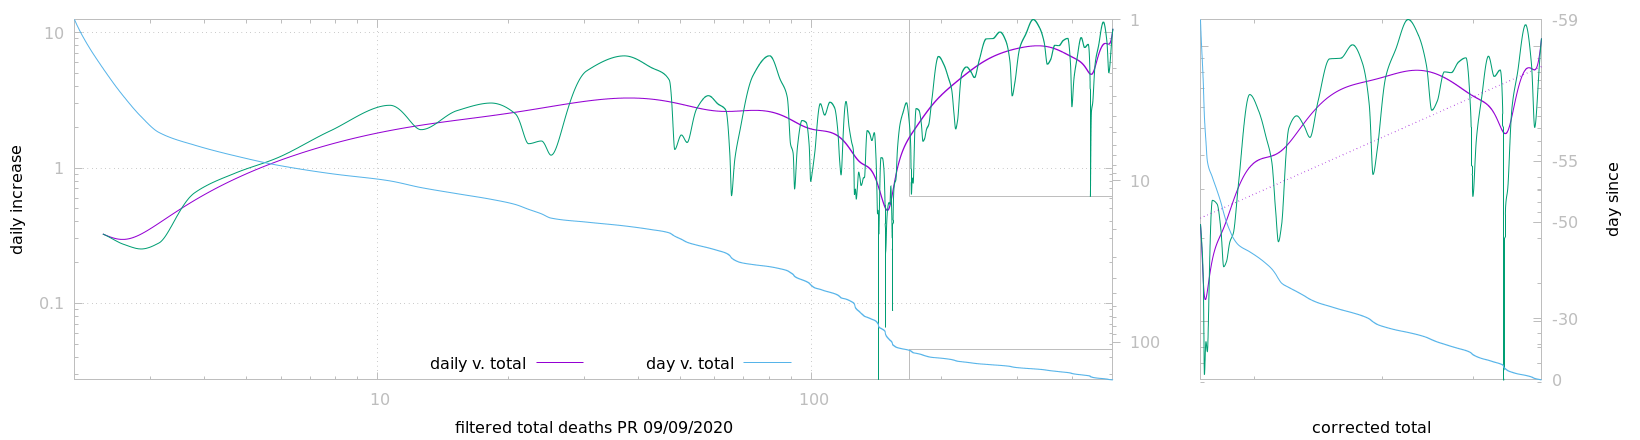 10
1
0.1
daily increase
daily v. total
day v. total
10
100
filtered total deaths PR 09/09/2020
1
10
100
-59
-55
-50
-30
0
day since
corrected total